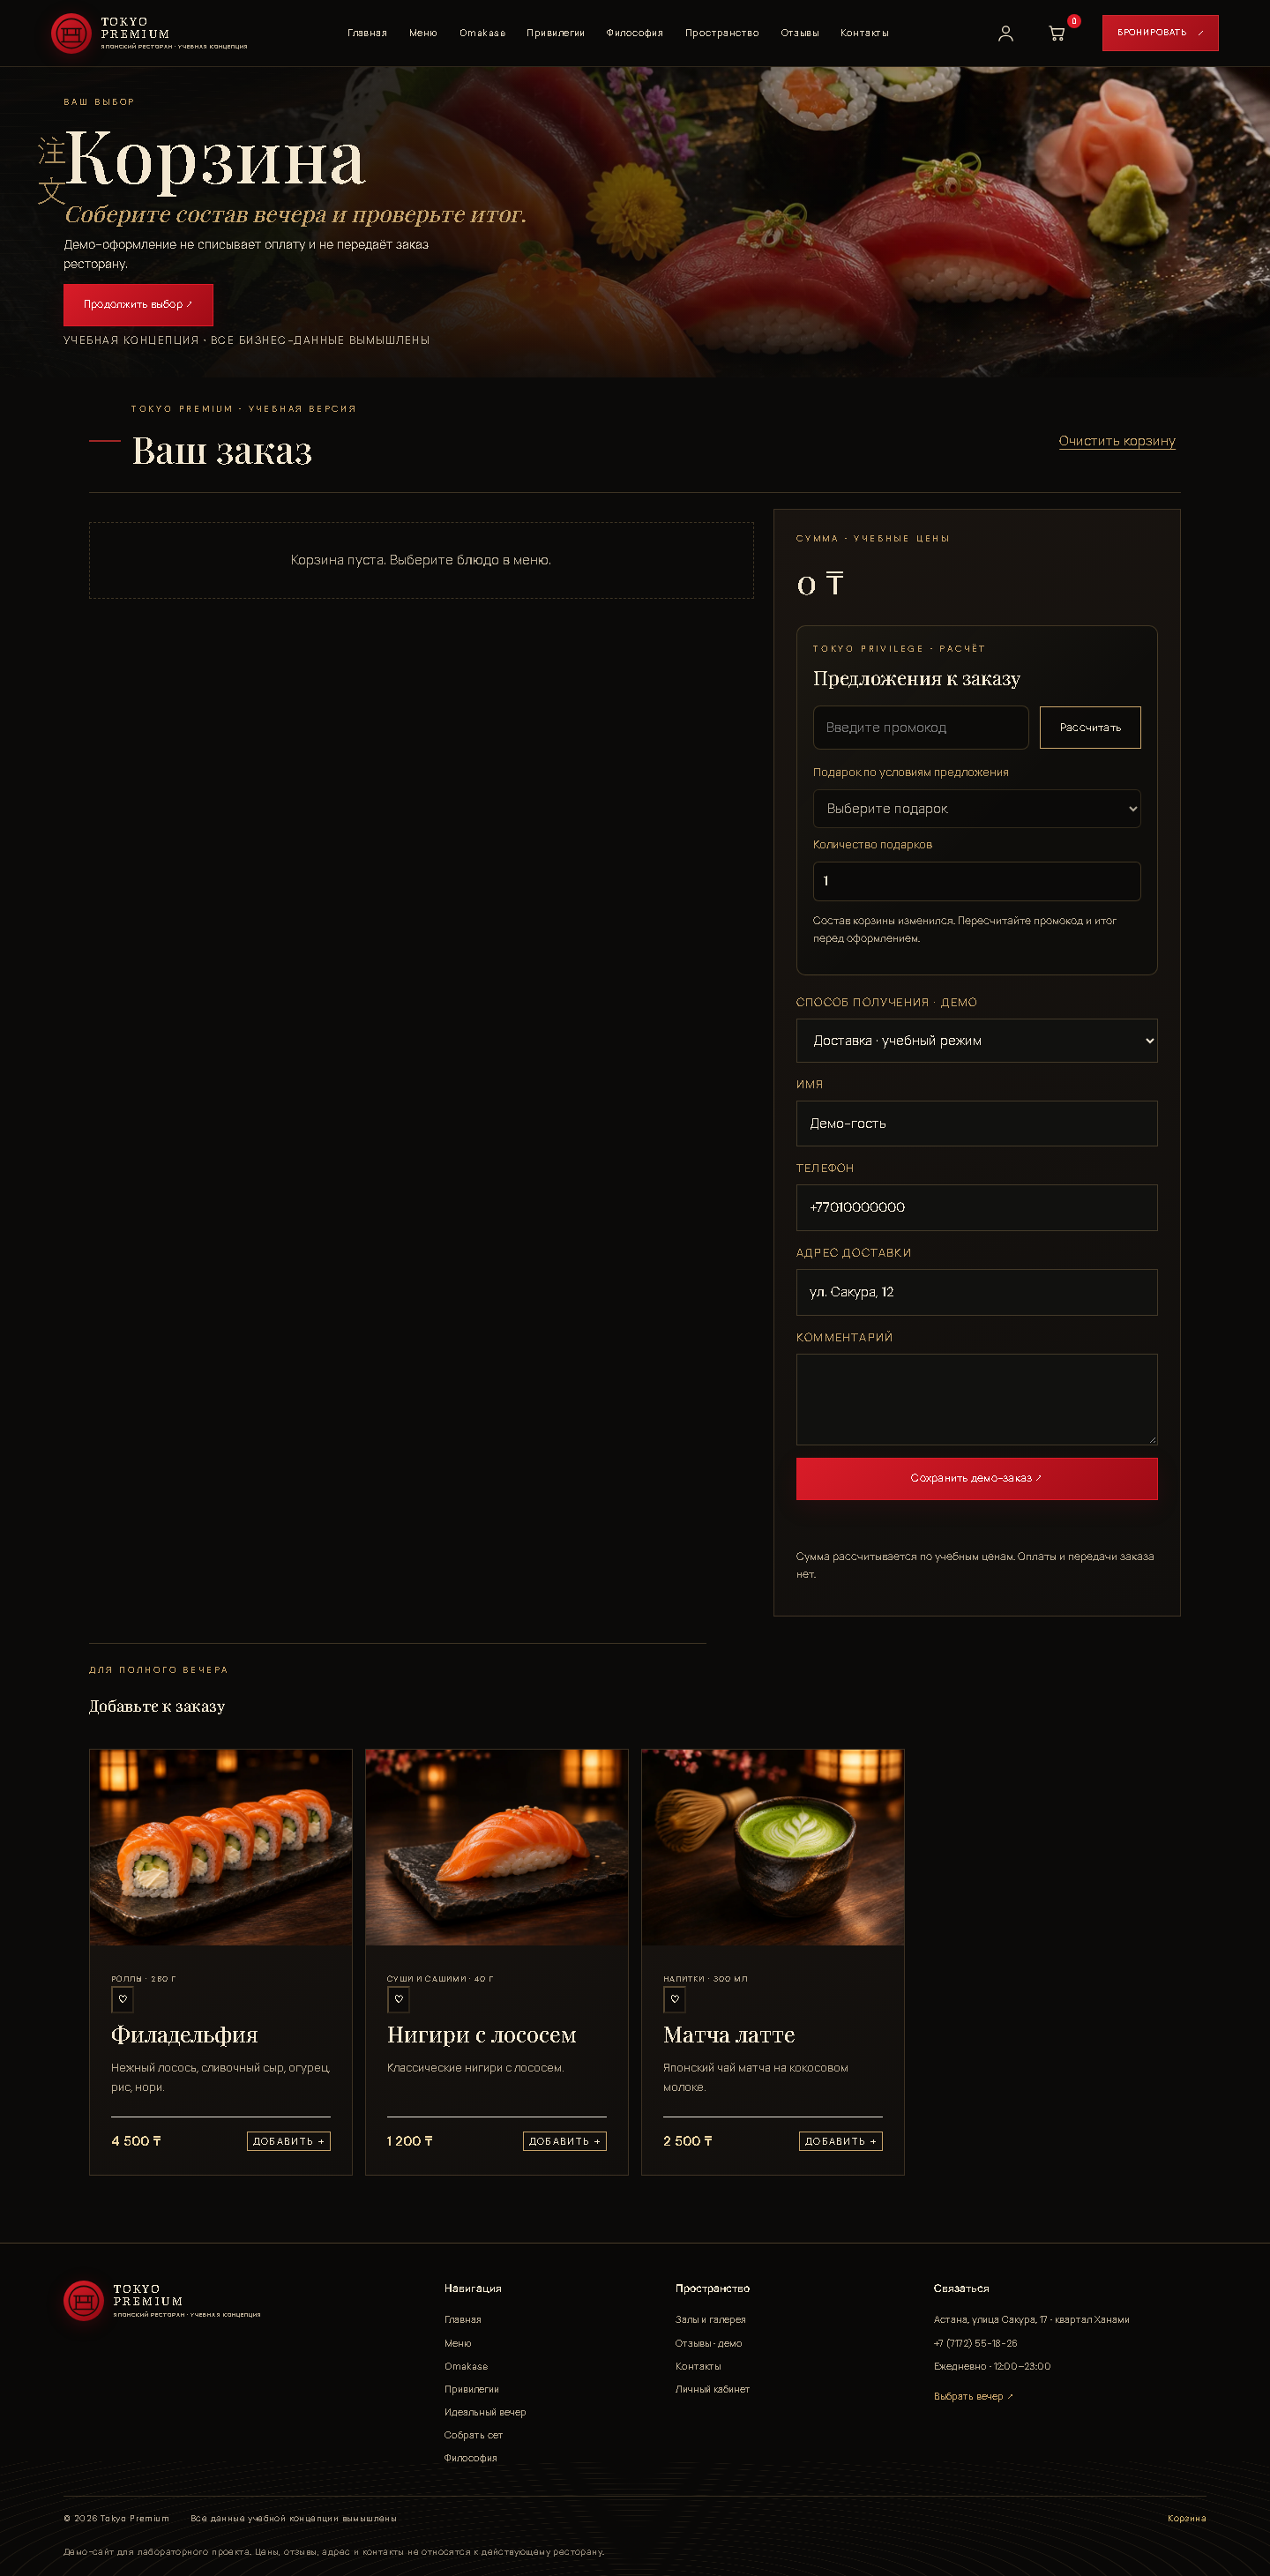 TOKYO
PREMIUM
ЯПОНСКИЙ РЕСТОРАН · УЧЕБНАЯ КОНЦЕПЦИЯ
Главная
Меню
Omakase
Привилегии
Философия
Пространство
Отзывы
Контакты
0
БРОНИРОВАТЬ ↗
ВАШ ВЫБОР
注
文
Корзина
Соберите состав вечера и проверьте итог.
Демо-оформление не списывает оплату и не передаёт заказ
ресторану.
Продолжить выбор ↗
УЧЕБНАЯ КОНЦЕПЦИЯ · ВСЕ БИЗНЕС-ДАННЫЕ ВЫМЫШЛЕНЫ
TOKYO PREMIUM · УЧЕБНАЯ ВЕРСИЯ
Ваш заказ
Очистить корзину
Корзина пуста. Выберите блюдо в меню.
СУММА · УЧЕБНЫЕ ЦЕНЫ
0 ₸
TOKYO PRIVILEGE · РАСЧЁТ
Предложения к заказу
Введите промокод
Рассчитать
Подарок по условиям предложения
Выберите подарок
Количество подарков
1
Состав корзины изменился. Пересчитайте промокод и итог
перед оформлением.
СПОСОБ ПОЛУЧЕНИЯ · ДЕМО
Доставка · учебный режим
ИМЯ
Демо-гость
ТЕЛЕФОН
+77010000000
АДРЕС ДОСТАВКИ
ул. Сакура, 12
КОММЕНТАРИЙ
Сохранить демо-заказ ↗
Сумма рассчитывается по учебным ценам. Оплаты и передачи заказа
нет.
ДЛЯ ПОЛНОГО ВЕЧЕРА
Добавьте к заказу
РОЛЛЫ · 280 Г
Филадельфия
Нежный лосось, сливочный сыр, огурец,
рис, нори.
4 500 ₸
ДОБАВИТЬ +
СУШИ И САШИМИ · 40 Г
Нигири с лососем
Классические нигири с лососем.
1 200 ₸
ДОБАВИТЬ +
НАПИТКИ · 300 МЛ
Матча латте
Японский чай матча на кокосовом
молоке.
2 500 ₸
ДОБАВИТЬ +
TOKYO
PREMIUM
ЯПОНСКИЙ РЕСТОРАН · УЧЕБНАЯ КОНЦЕПЦИЯ
Навигация
Главная
Меню
Omakase
Привилегии
Идеальный вечер
Собрать сет
Философия
Пространство
Залы и галерея
Отзывы · демо
Контакты
Личный кабинет
Связаться
Астана, улица Сакура, 17 · квартал Ханами
+7 (7172) 55-18-26
Ежедневно · 12:00–23:00
Выбрать вечер ↗
© 2026 Tokyo Premium
Все данные учебной концепции вымышлены
Корзина
Демо-сайт для лабораторного проекта. Цены, отзывы, адрес и контакты не относятся к действующему ресторану.